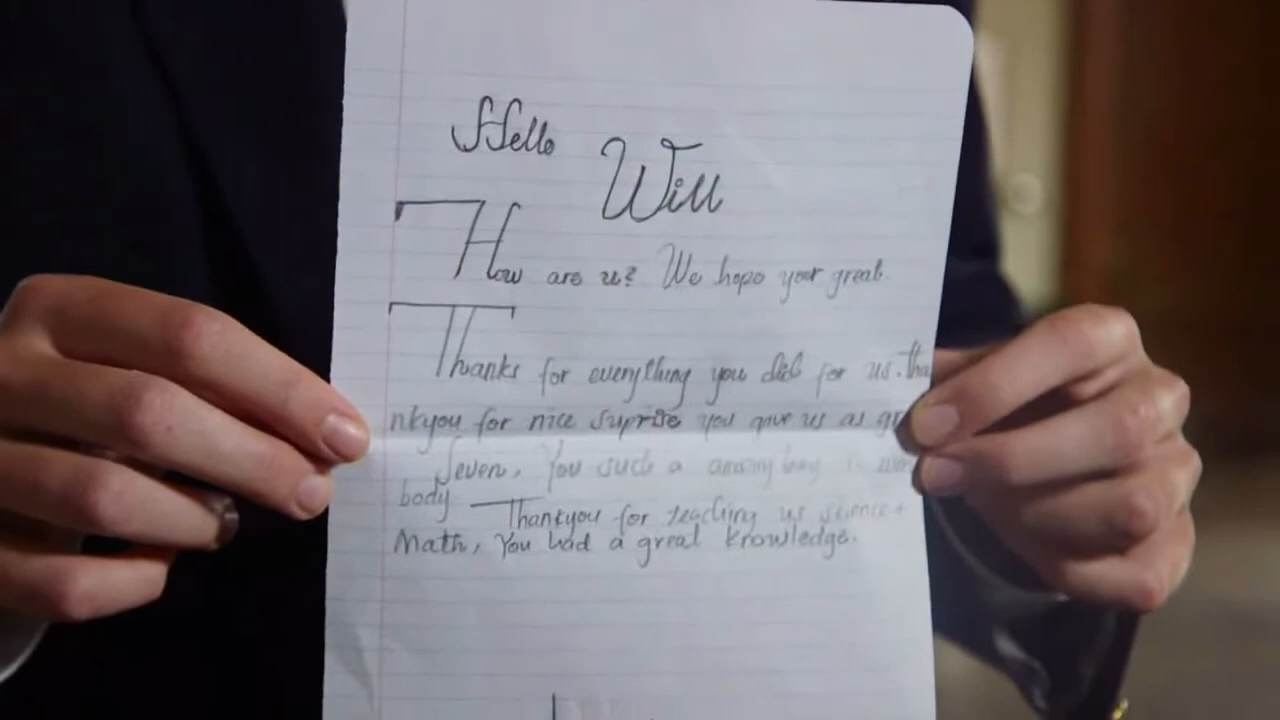 Hello
Will
How are u? We hope your great.
Thanks for everything you did for us. tha
nkyou for nice suprise you give us as gr
Seven. You such a amazing
body Thankyou for teaching us science +
Math, You had a great knowledge.